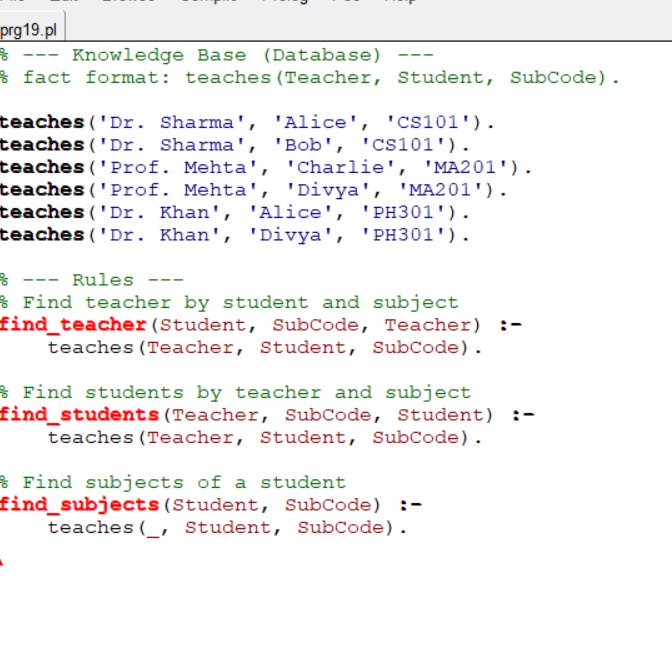 prg19.pl
% --- Knowledge Base (Database) ---
% fact format: teaches(Teacher, Student, SubCode).
teaches('Dr. Sharma', 'Alice', 'CS101').
teaches('Dr. Sharma', 'Bob', 'CS101').
teaches('Prof. Mehta', 'Charlie', 'MA201').
teaches('Prof. Mehta', 'Divya', 'MA201').
teaches('Dr. Khan', 'Alice', 'PH301').
teaches('Dr. Khan', 'Divya', 'PH301').
% --- Rules ---
% Find teacher by student and subject
find_teacher(Student, SubCode, Teacher) :-
    teaches(Teacher, Student, SubCode).
% Find students by teacher and subject
find_students(Teacher, SubCode, Student) :-
    teaches(Teacher, Student, SubCode).
% Find subjects of a student
find_subjects(Student, SubCode) :-
    teaches(_, Student, SubCode).